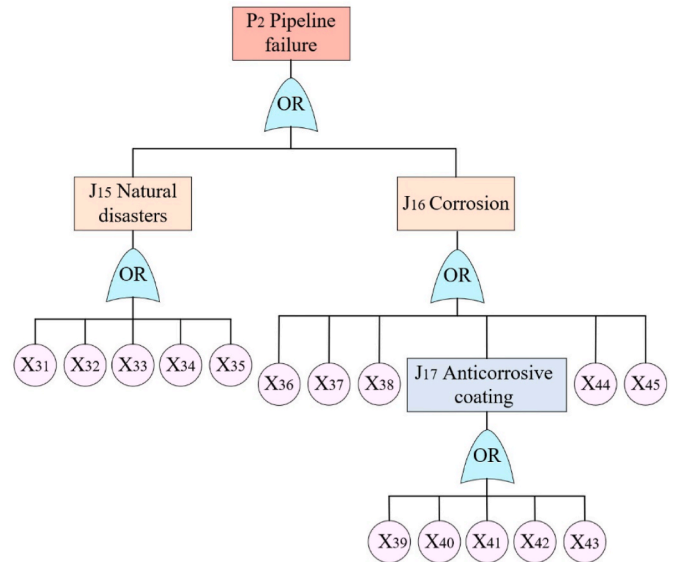 P2 Pipeline
failure
OR
J15 Natural
disasters
J16 Corrosion
OR
OR
X31 X32 X33 X34 X35
X36 X37 X38
J17 Anticorrosive
coating
X44 X45
OR
X39 X40 X41 X42 X43